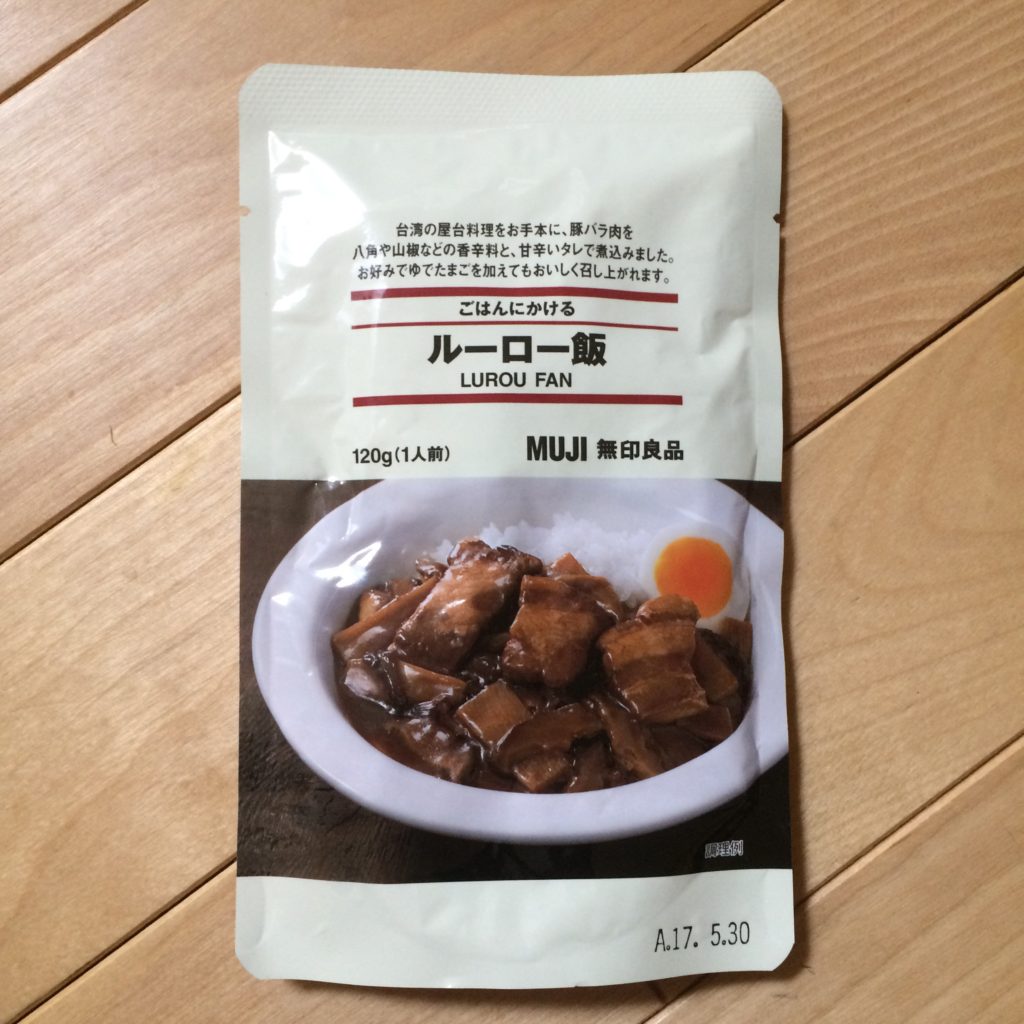 台湾の屋台料理をお手本に、豚バラ肉を
八角や山椒などの香辛料と、甘辛いタレで煮込みました。
お好みでゆでたまごを加えてもおいしく召し上がれます。
ごはんにかける
ルーロー飯
LUROU FAN
120g(1人前)
MUJI 無印良品
調理例
A.17. 5.30